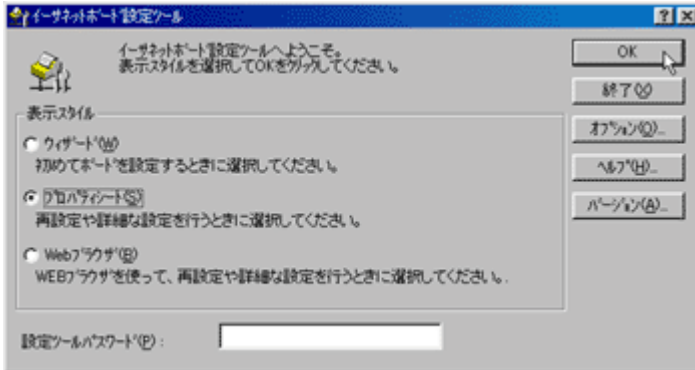 イーサネットボード設定ツール
イーサネットボード設定ツールへようこそ。
表示スタイルを選択してOKをクリックしてください。
OK
終了(X)
オプション(O)...
ヘルプ(H)...
バージョン(A)...
表示スタイル
ウィザード(W)
初めてボードを設定するときに選択してください。
プロパティシート(S)
再設定や詳細な設定を行うときに選択してください。
Webブラウザ(B)
WEBブラウザを使って、再設定や詳細な設定を行うときに選択してください。.
設定ツールパスワード(P):